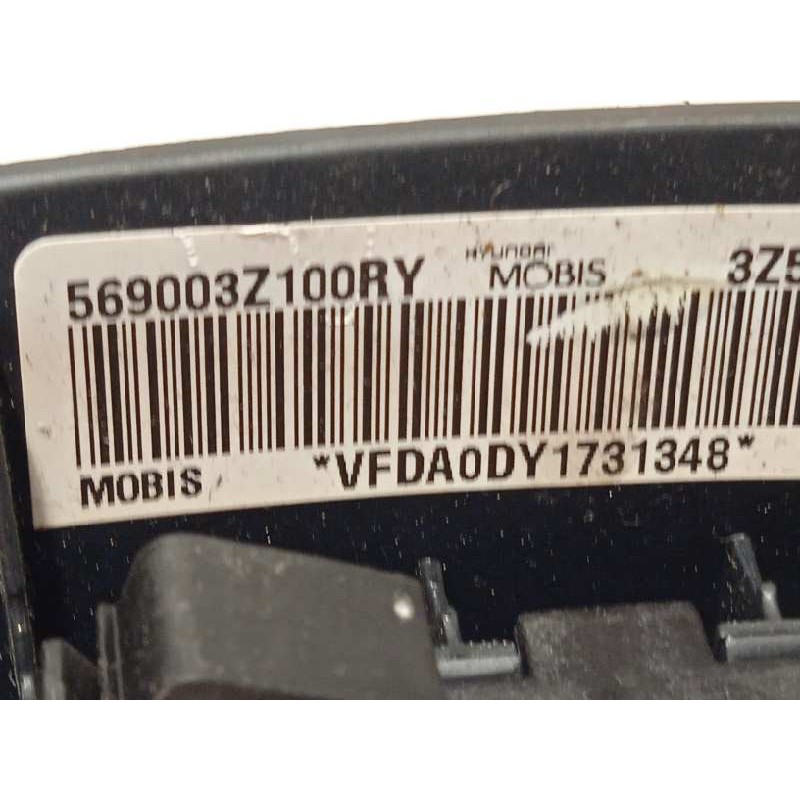 569003Z100RY HYUNDAI MOBIS 3Z5
*VFDA0DY1731348*
MOBIS